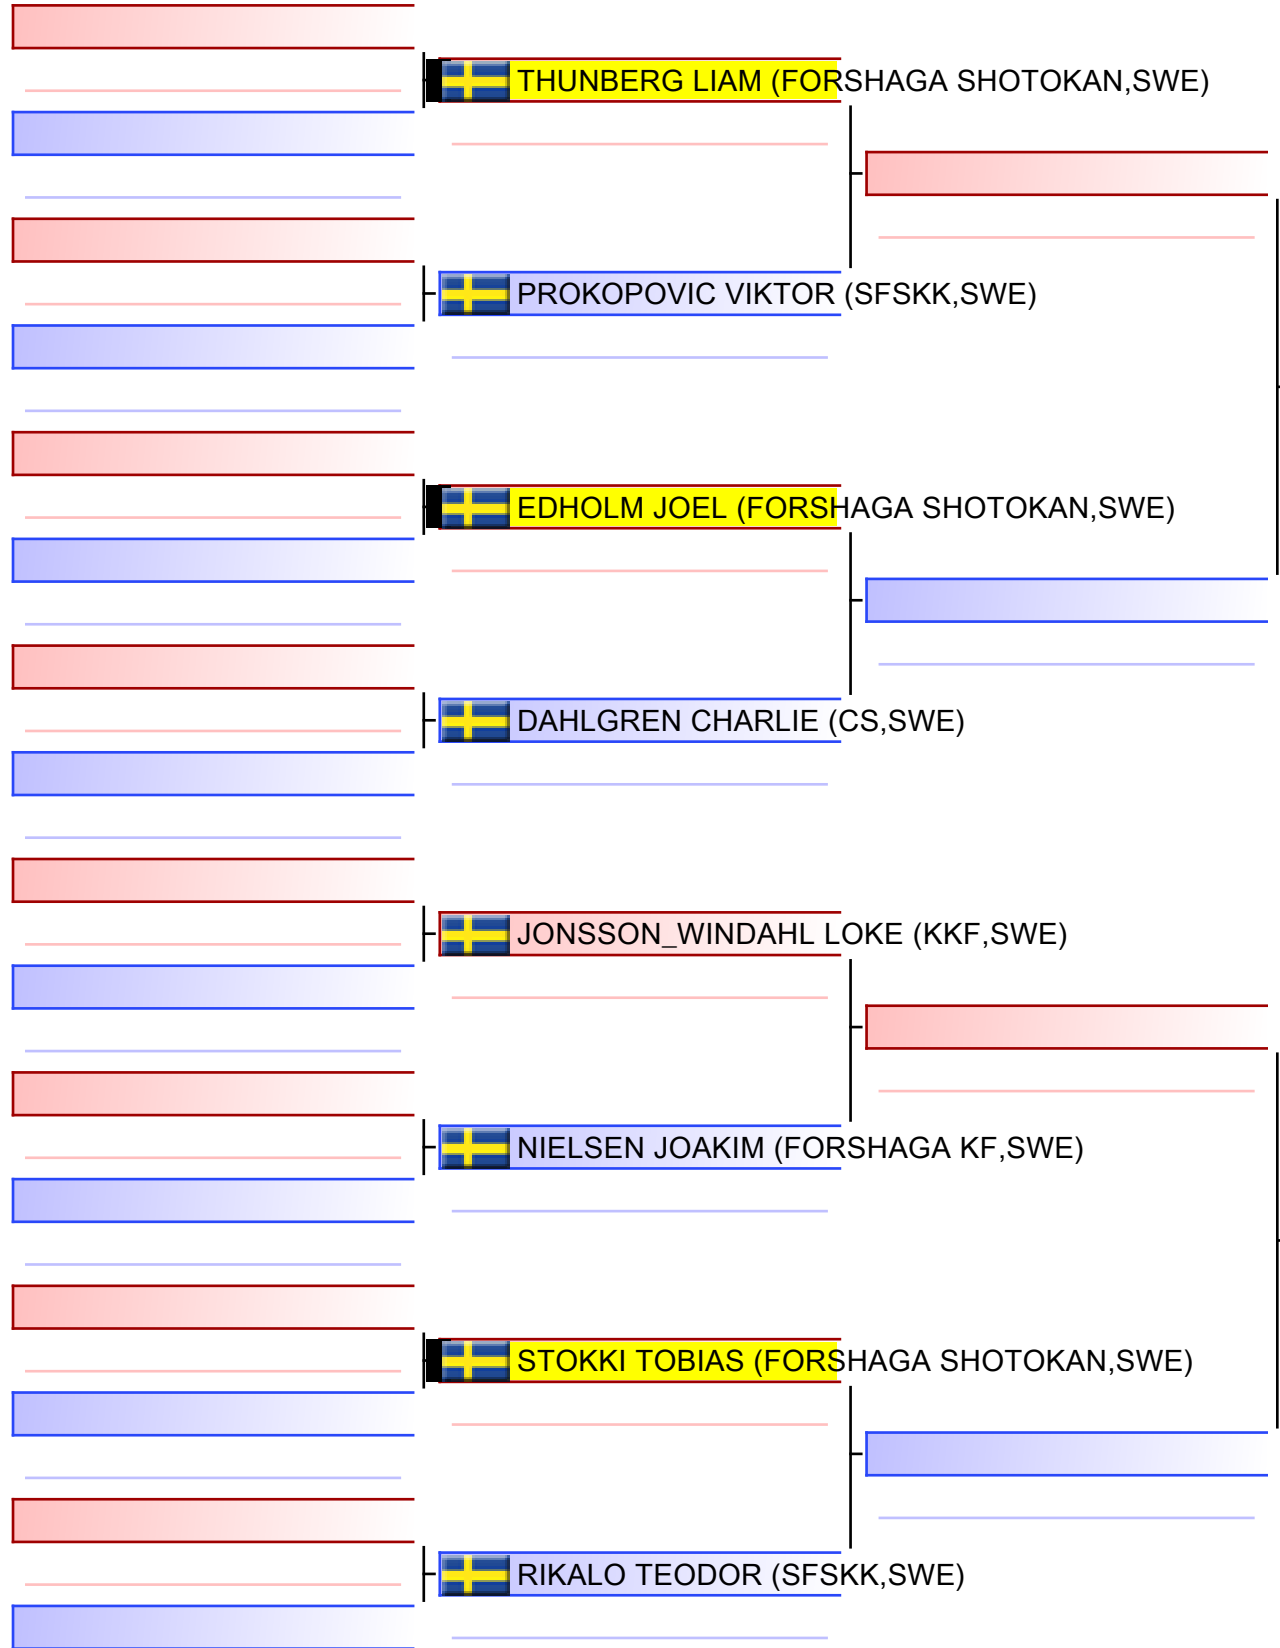 THUNBERG LIAM (FORSHAGA SHOTOKAN,SWE)
PROKOPOVIC VIKTOR (SFSKK,SWE)
EDHOLM JOEL (FORSHAGA SHOTOKAN,SWE)
DAHLGREN CHARLIE (CS,SWE)
JONSSON_WINDAHL LOKE (KKF,SWE)
NIELSEN JOAKIM (FORSHAGA KF,SWE)
STOKKI TOBIAS (FORSHAGA SHOTOKAN,SWE)
RIKALO TEODOR (SFSKK,SWE)